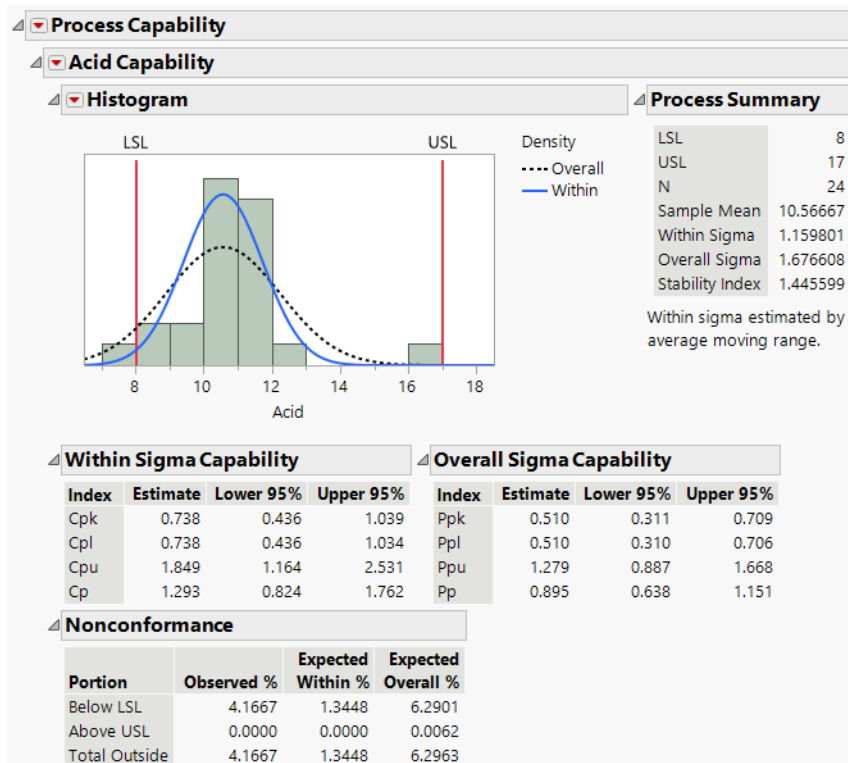 Process Capability
Acid Capability
Histogram
LSL USL
Density
Overall
Within
8 10 12 14 16 18
Acid
Process Summary
LSL 8
USL 17
N 24
Sample Mean 10.56667
Within Sigma 1.159801
Overall Sigma 1.676608
Stability Index 1.445599
Within sigma estimated by
average moving range.
Within Sigma Capability
Index Estimate Lower 95% Upper 95%
Cpk 0.738 0.436 1.039
Cpl 0.738 0.436 1.034
Cpu 1.849 1.164 2.531
Cp 1.293 0.824 1.762
Overall Sigma Capability
Index Estimate Lower 95% Upper 95%
Ppk 0.510 0.311 0.709
Ppl 0.510 0.310 0.706
Ppu 1.279 0.887 1.668
Pp 0.895 0.638 1.151
Nonconformance
Expected Expected
Portion Observed % Within % Overall %
Below LSL 4.1667 1.3448 6.2901
Above USL 0.0000 0.0000 0.0062
Total Outside 4.1667 1.3448 6.2963